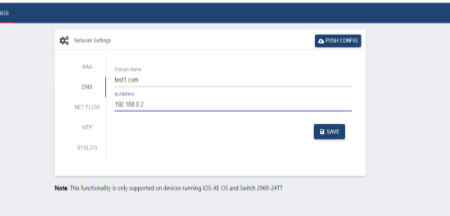 Network Settings
PUSH CONFIG
AAA
DNS
NET FLOW
NTP
SYSLOG
Domain Name
test1.com
Ip Address
192.168.0.2
SAVE
Note: This functionality is only supported on devices running IOS-XE OS and Switch 2960-24TT